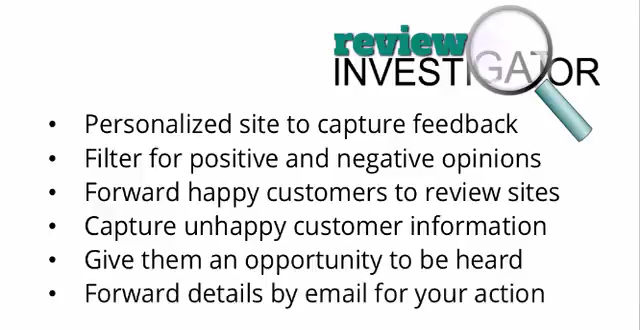 review
INVESTIGATOR
• Personalized site to capture feedback
• Filter for positive and negative opinions
• Forward happy customers to review sites
• Capture unhappy customer information
• Give them an opportunity to be heard
• Forward details by email for your action